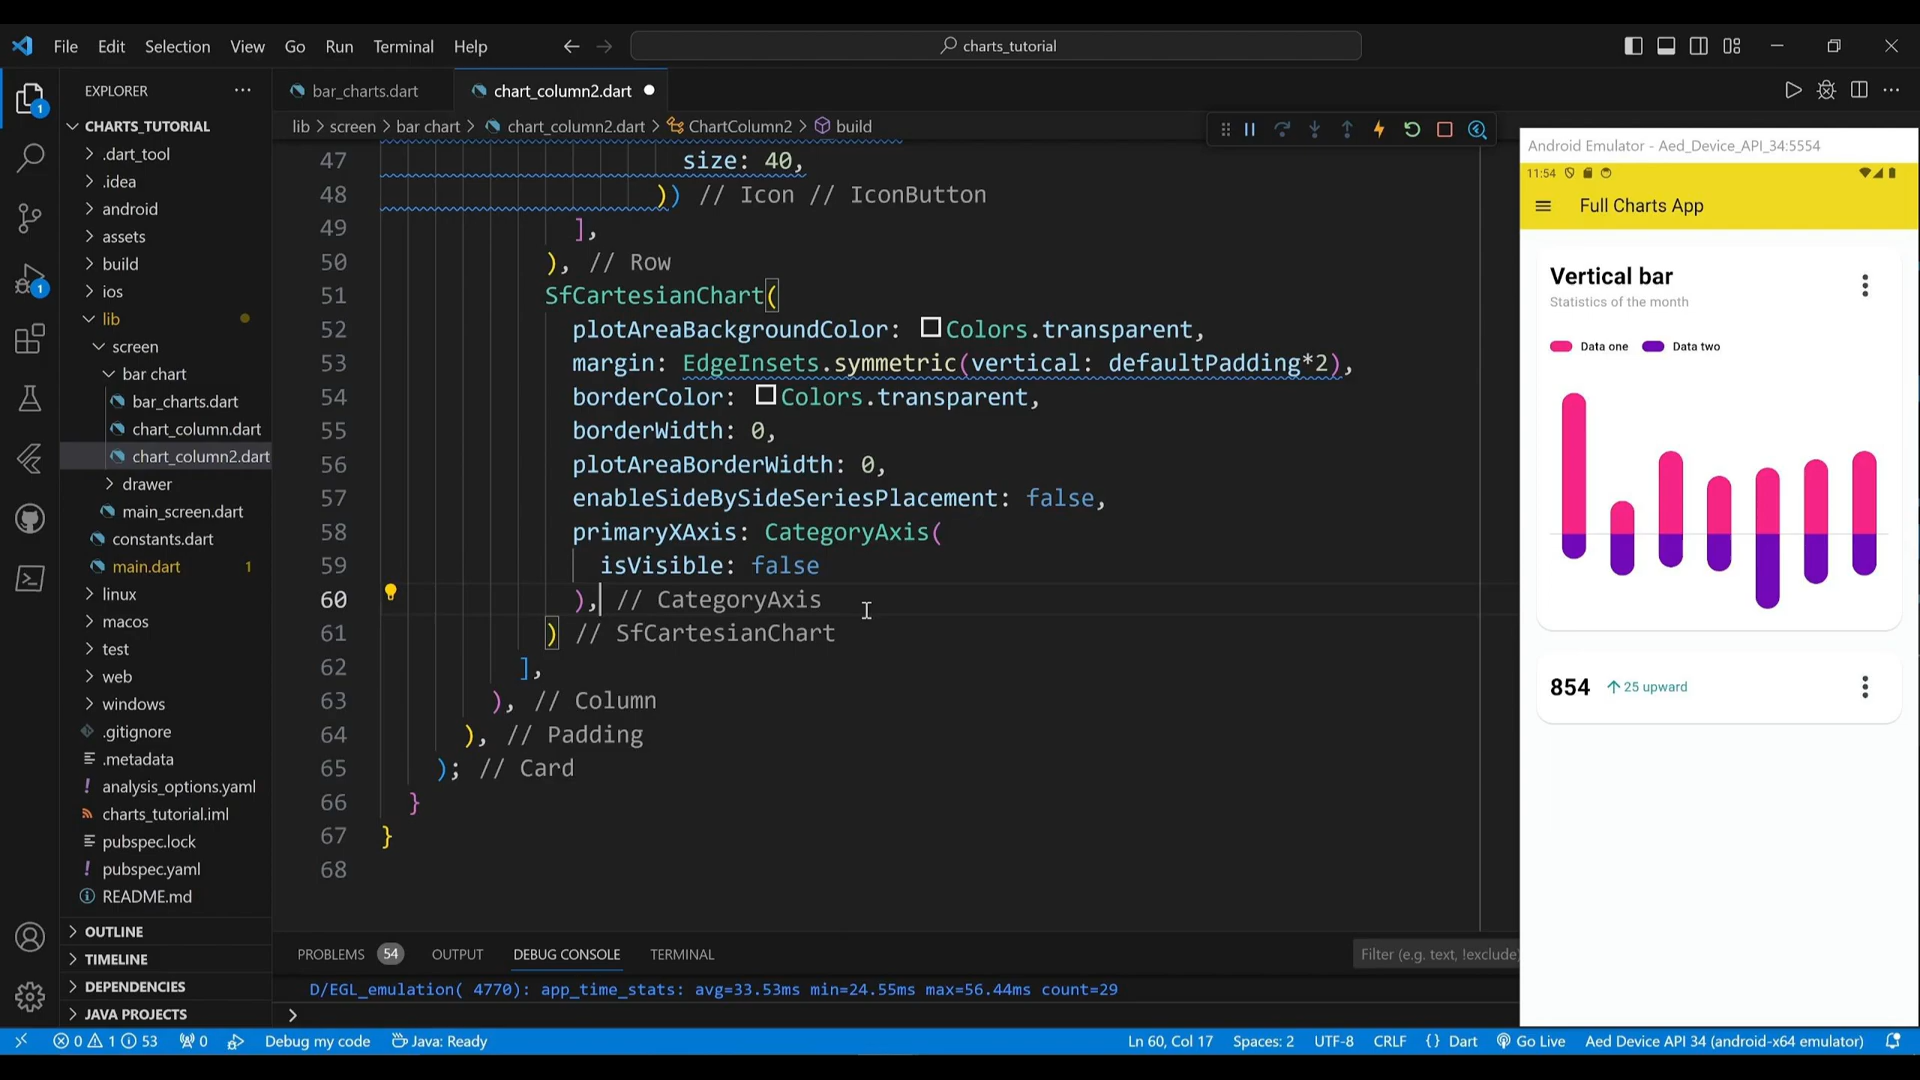 File Edit Selection View Go Run Terminal Help
charts_tutorial
EXPLORER
bar_charts.dart
chart_column2.dart
CHARTS_TUTORIAL
.dart_tool
.idea
android
assets
build
ios
lib
screen
bar chart
bar_charts.dart
chart_column.dart
chart_column2.dart
drawer
main_screen.dart
constants.dart
main.dart 1
linux
macos
test
web
windows
.gitignore
.metadata
analysis_options.yaml
charts_tutorial.iml
pubspec.lock
pubspec.yaml
README.md
OUTLINE
TIMELINE
DEPENDENCIES
JAVA PROJECTS
1
1
lib > screen > bar chart > chart_column2.dart > ChartColumn2 > build
47 size: 40,
48 )) // Icon // IconButton
49 ],
50 ), // Row
51 SfCartesianChart(
52 plotAreaBackgroundColor: Colors.transparent,
53 margin: EdgeInsets.symmetric(vertical: defaultPadding*2),
54 borderColor: Colors.transparent,
55 borderWidth: 0,
56 plotAreaBorderWidth: 0,
57 enableSideBySideSeriesPlacement: false,
58 primaryXAxis: CategoryAxis(
59 isVisible: false
60 ), // CategoryAxis
61 ) // SfCartesianChart
62 ],
63 ), // Column
64 ), // Padding
65 ); // Card
66 }
67 }
68
PROBLEMS 54 OUTPUT DEBUG CONSOLE TERMINAL
Filter (e.g. text, !exclude)
D/EGL_emulation( 4770): app_time_stats: avg=33.53ms min=24.55ms max=56.44ms count=29
>
Android Emulator - Aed_Device_API_34:5554
11:54
Full Charts App
Vertical bar
Statistics of the month
Data one Data two
854 25 upward
0 1 53 0 Debug my code Java: Ready Ln 60, Col 17 Spaces: 2 UTF-8 CRLF {} Dart Go Live Aed Device API 34 (android-x64 emulator)